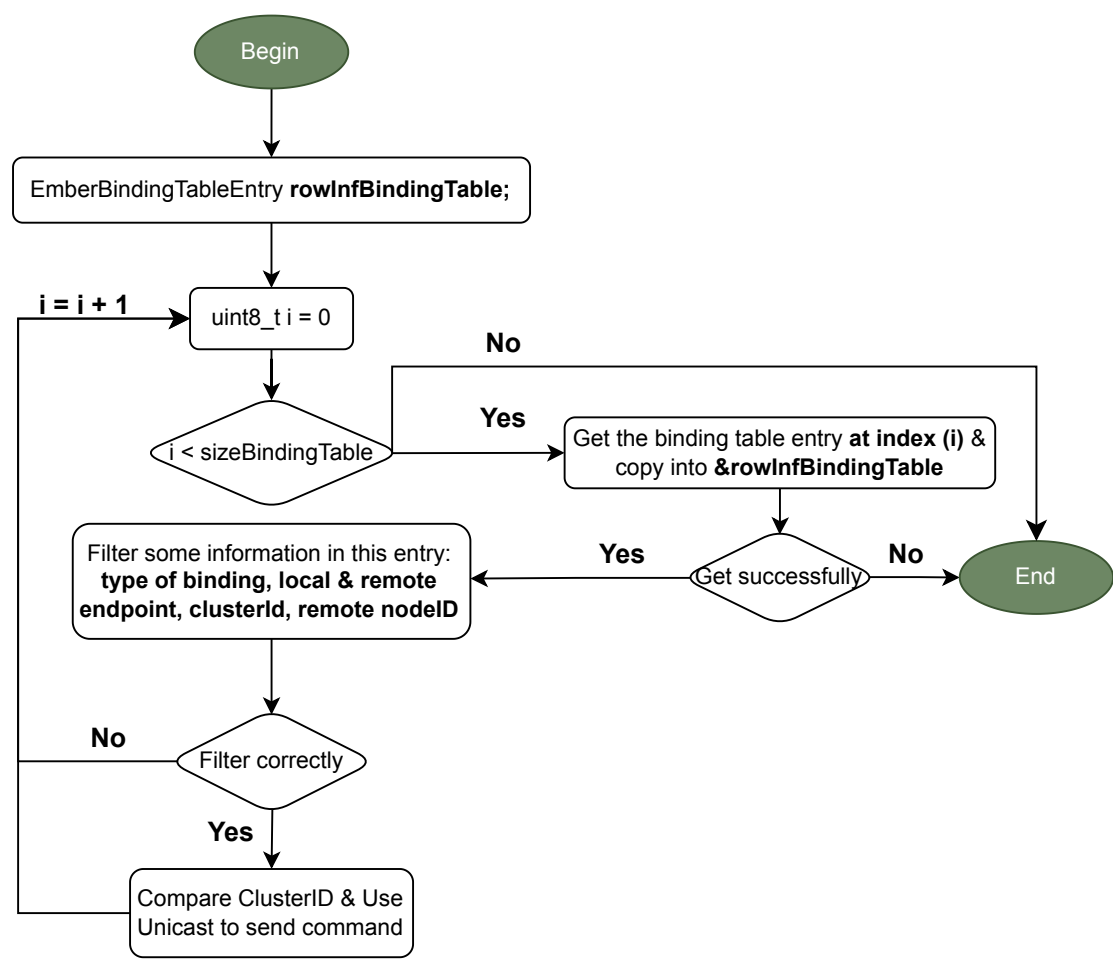 Begin
EmberBindingTableEntry rowInfBindingTable;
i = i + 1
uint8_t i = 0
No
i < sizeBindingTable
Yes
Get the binding table entry at index (i) &
copy into &rowInfBindingTable
Filter some information in this entry:
type of binding, local & remote
endpoint, clusterId, remote nodeID
Yes
Get successfully
No
End
No
Filter correctly
Yes
Compare ClusterID & Use
Unicast to send command